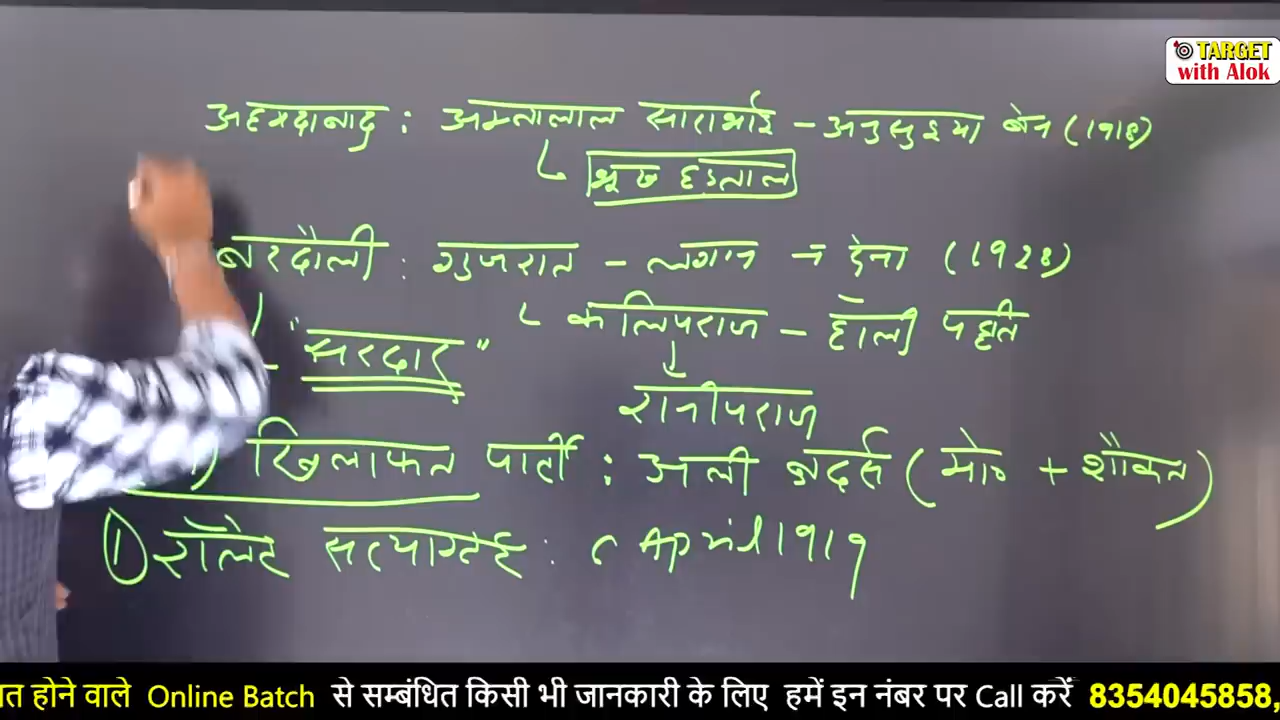 TARGET
with Alok
अहमदाबाद : अम्बालाल साराभाई - अनुसुइया बेन (1918)
भूख हड़ताल
बरदौली : गुजरात - लगान न देना (1928)
"सरदार"
कलिपराज - हाली पद्धति
रानीपराज
खिलाफत पार्टी : अली ब्रदर्स (मो० + शौकत)
① रॉलेट सत्याग्रह : 6 April 1919
त होने वाले Online Batch से सम्बंधित किसी भी जानकारी के लिए हमें इन नंबर पर Call करें 8354045858,